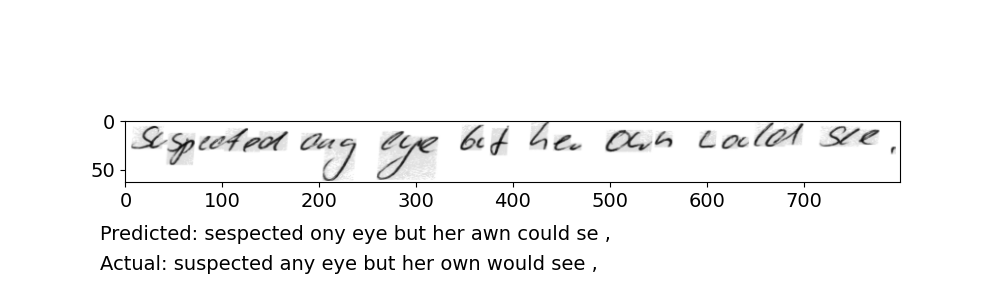 0
suspected any eye but her own could see ,
50
0 100 200 300 400 500 600 700
Predicted: sespected ony eye but her awn could se ,
Actual: suspected any eye but her own would see ,